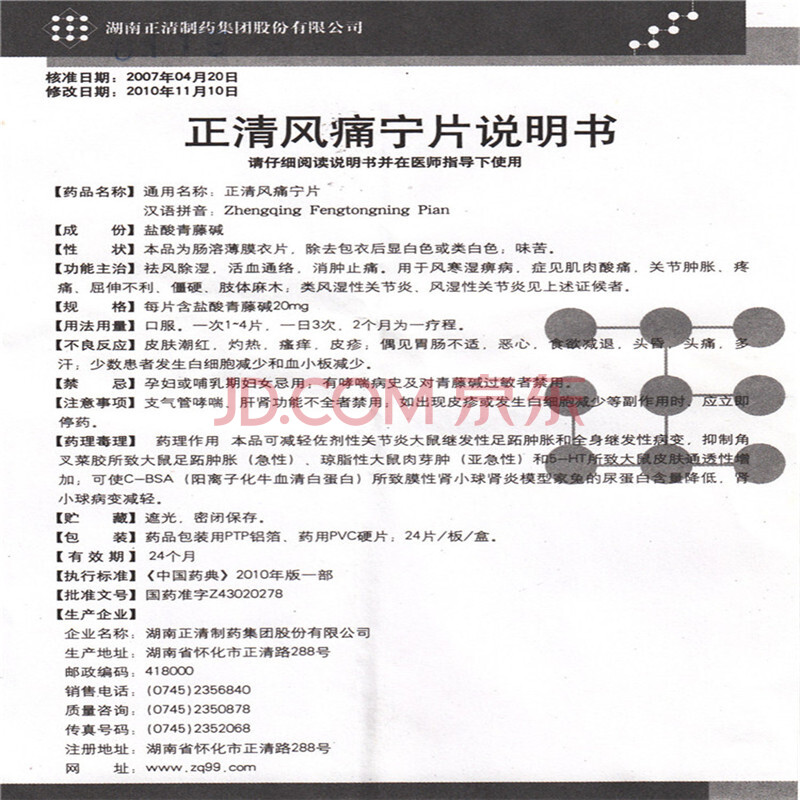 湖南正清制药集团股份有限公司
核准日期：2007年04月20日
修改日期：2010年11月10日
正清风痛宁片说明书
请仔细阅读说明书并在医师指导下使用
【药品名称】通用名称：正清风痛宁片
汉语拼音：Zhengqing Fengtongning Pian
【成 份】盐酸青藤碱
【性 状】本品为肠溶薄膜衣片，除去包衣后显白色或类白色；味苦。
【功能主治】祛风除湿，活血通络，消肿止痛。用于风寒湿痹病，症见肌肉酸痛，关节肿胀、疼
痛，屈伸不利，僵硬，肢体麻木；类风湿性关节炎、风湿性关节炎见上述证候者。
【规 格】每片含盐酸青藤碱20mg
【用法用量】口服。一次1~4片，一日3次，2个月为一疗程。
【不良反应】皮肤潮红，灼热，瘙痒，皮疹；偶见胃肠不适，恶心，食欲减退，头昏，头痛，多
汗；少数患者发生白细胞减少和血小板减少。
【禁 忌】孕妇或哺乳期妇女忌用；有哮喘病史及对青藤碱过敏者禁用。
【注意事项】支气管哮喘，肝肾功能不全者禁用，如出现皮疹或发生白细胞减少等副作用时，应立即
停药。
【药理毒理】 药理作用 本品可减轻佐剂性关节炎大鼠继发性足跖肿胀和全身继发性病变，抑制角
叉菜胶所致大鼠足跖肿胀（急性）、琼脂性大鼠肉芽肿（亚急性）和5-HT所致大鼠皮肤通透性增
加；可使C-BSA（阳离子化牛血清白蛋白）所致膜性肾小球肾炎模型家兔的尿蛋白含量降低，肾
小球病变减轻。
【贮 藏】遮光，密闭保存。
【包 装】药品包装用PTP铝箔、药用PVC硬片；24片/板/盒。
【有 效 期】24个月
【执行标准】《中国药典》2010年版一部
【批准文号】国药准字Z43020278
【生产企业】
企业名称：湖南正清制药集团股份有限公司
生产地址：湖南省怀化市正清路288号
邮政编码：418000
销售电话：(0745)2356840
质量咨询：(0745)2350878
传真号码：(0745)2352068
注册地址：湖南省怀化市正清路288号
网 址：www.zq99.com
JD.COM 京东